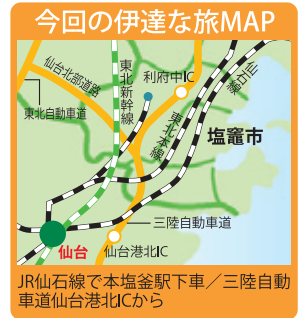 今回の伊達な旅MAP
仙台北部道路
東北新幹線
利府中IC
仙石線
東北自動車道
東北本線
塩竈市
三陸自動車道
仙台
仙台港北IC
JR仙石線で本塩釜駅下車／三陸自動
車道仙台港北ICから